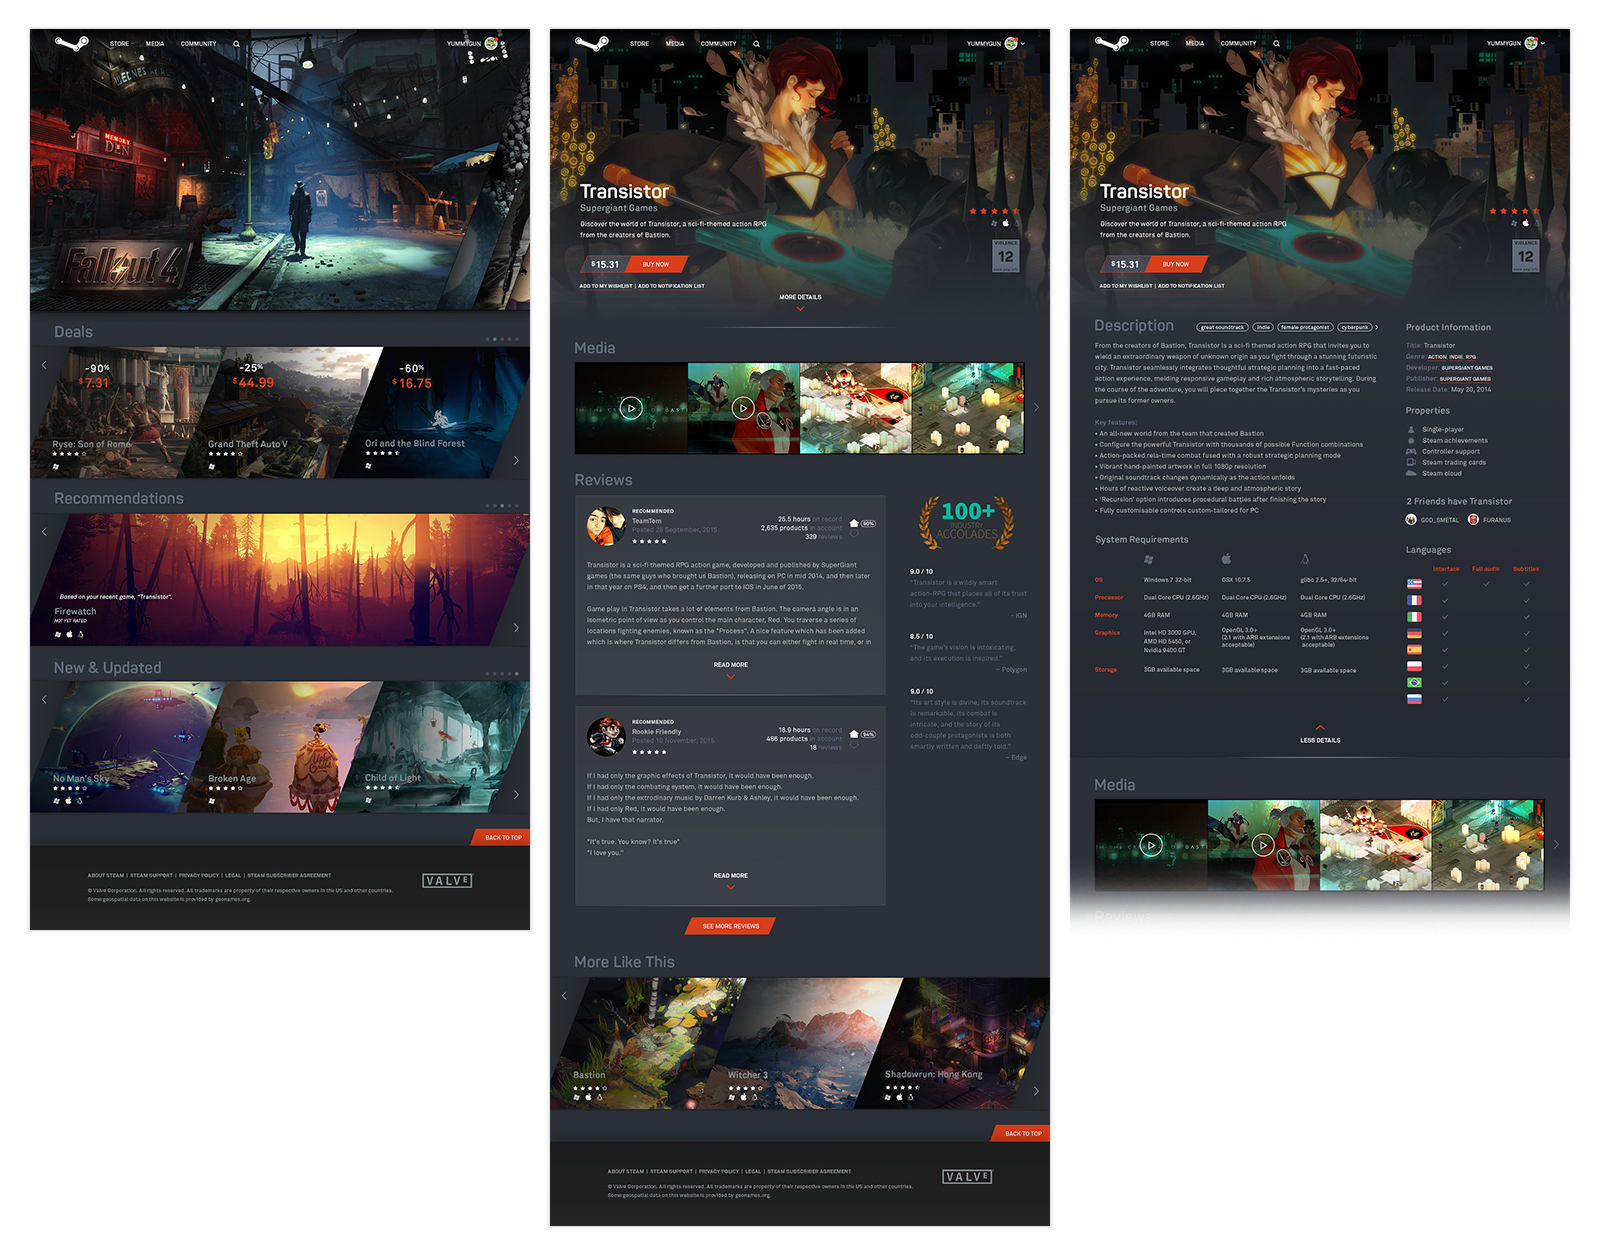 STORE MEDIA COMMUNITY YUMMYGUN
MEMORY
DEN
Fallout 4
Deals
-90%
$7.31
Ryse: Son of Rome
-25%
$44.99
Grand Theft Auto V
-60%
$16.75
Ori and the Blind Forest
Recommendations
Based on your recent game, "Transistor".
Firewatch
NOT YET RATED
New & Updated
No Man's Sky
Broken Age
Child of Light
BACK TO TOP
ABOUT STEAM | STEAM SUPPORT | PRIVACY POLICY | LEGAL | STEAM SUBSCRIBER AGREEMENT
© Valve Corporation. All rights reserved. All trademarks are property of their respective owners in the US and other countries.
Some geospatial data on this website is provided by geonames.org.
VALVE
STORE MEDIA COMMUNITY YUMMYGUN
Transistor
Supergiant Games
Discover the world of Transistor, a sci-fi-themed action RPG
from the creators of Bastion.
$15.31 BUY NOW
ADD TO MY WISHLIST | ADD TO NOTIFICATION LIST
VIOLENCE
12
MORE DETAILS
Media
Reviews
RECOMMENDED
TeamTom
Posted 28 September, 2015
25.5 hours on record
2,635 products in account
339 reviews
90%
Transistor is a sci-fi themed RPG action game, developed and published by SuperGiant
games (the same guys who brought us Bastion), releasing on PC in mid 2014, and then later
in that year on PS4, and then got a further port to IOS in June of 2015.
Game play in Transistor takes a lot of elements from Bastion. The camera angle is in an
isometric point of view as you control the main character, Red. You traverse a series of
locations fighting enemies, known as the "Process". A nice feature which has been added
which is where Transistor differs from Bastion, is that you can either fight in real time, or in
READ MORE
RECOMMENDED
Rookie Friendly
Posted 10 November, 2015
18.9 hours on record
486 products in account
18 reviews
94%
If I had only the graphic effects of Transistor, it would have been enough.
If I had only the combating system, it would have been enough.
If I had only the extrodinary music by Darren Kurb & Ashley, it would have been enough.
If I had only Red, it would have been enough.
But, I have that narrator.
"It's true. You know? It's true"
"I love you."
READ MORE
SEE MORE REVIEWS
100+
INDUSTRY
ACCOLADES
9.0 / 10
"Transistor is a wildly smart
action-RPG that places all of its trust
into your intelligence."
- IGN
8.5 / 10
"The game's vision is intoxicating,
and its execution is inspired."
- Polygon
9.0 / 10
"Its art style is divine, its soundtrack
is remarkable, its combat is
intricate, and the story of its
odd-couple protagonists is both
smartly written and deftly told."
- Edge
More Like This
Bastion
Witcher 3
Shadowrun: Hong Kong
BACK TO TOP
ABOUT STEAM | STEAM SUPPORT | PRIVACY POLICY | LEGAL | STEAM SUBSCRIBER AGREEMENT
© Valve Corporation. All rights reserved. All trademarks are property of their respective owners in the US and other countries.
Some geospatial data on this website is provided by geonames.org.
VALVE
STORE MEDIA COMMUNITY YUMMYGUN
Transistor
Supergiant Games
Discover the world of Transistor, a sci-fi-themed action RPG
from the creators of Bastion.
$15.31 BUY NOW
ADD TO MY WISHLIST | ADD TO NOTIFICATION LIST
VIOLENCE
12
Description
great soundtrack indie female protagonist cyberpunk
From the creators of Bastion, Transistor is a sci-fi themed action RPG that invites you to
wield an extraordinary weapon of unknown origin as you fight through a stunning futuristic
city. Transistor seamlessly integrates thoughtful strategic planning into a fast-paced
action experience, melding responsive gameplay and rich atmospheric storytelling. During
the course of the adventure, you will piece together the Transistor's mysteries as you
pursue its former owners.
Key features:
• An all-new world from the team that created Bastion
• Configure the powerful Transistor with thousands of possible Function combinations
• Action-packed rela-time combat fused with a robust strategic planning mode
• Vibrant hand-painted artwork in full 1080p resolution
• Original soundtrack changes dynamically as the action unfolds
• Hours of reactive voiceover create a deep and atmospheric story
• 'Recursion' option introduces procedural battles after finishing the story
• Fully customisable controls custom-tailored for PC
System Requirements
OS Windows 7 32-bit OSX 10.7.5 glibc 2.5+, 32/64-bit
Processor Dual Core CPU (2.6GHz) Dual Core CPU (2.6GHz) Dual Core CPU (2.6GHz)
Memory 4GB RAM 4GB RAM 4GB RAM
Graphics Intel HD 3000 GPU, OpenGL 3.0+ OpenGL 3.0+
AMD HD 5450, or (2.1 with ARB extensions (2.1 with ARB extensions
Nvidia 9400 GT acceptable) acceptable)
Storage 3GB available space 3GB available space 3GB available space
Product Information
Title: Transistor
Genre: ACTION, INDIE, RPG
Developer: SUPERGIANT GAMES
Publisher: SUPERGIANT GAMES
Release Date: May 20, 2014
Properties
Single-player
Steam achievements
Controller support
Steam trading cards
Steam cloud
2 Friends have Transistor
GOD_SMETAL FURANUS
Languages
Interface Full audio Subtitles
LESS DETAILS
Media
Reviews